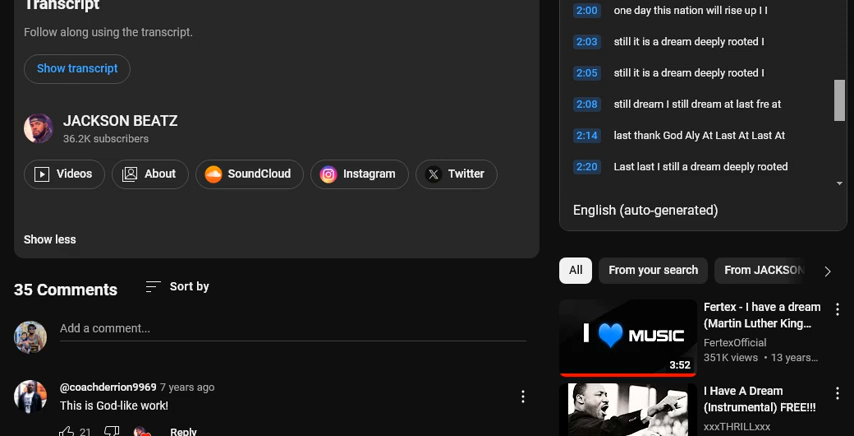 Transcript
Follow along using the transcript.
Show transcript
JACKSON BEATZ
36.2K subscribers
Videos
About
SoundCloud
Instagram
Twitter
Show less
35 Comments
Sort by
Add a comment...
@coachderrion9969 7 years ago
This is God-like work!
21
Reply
2:00 one day this nation will rise up I I
2:03 still it is a dream deeply rooted I
2:05 still it is a dream deeply rooted I
2:08 still dream I still dream at last fre at
2:14 last thank God Aly At Last At Last At
2:20 Last last I still a dream deeply rooted
English (auto-generated)
All
From your search
From JACKSON
I 💙 MUSIC
3:52
Fertex - I have a dream
(Martin Luther King...
FertexOfficial
351K views • 13 years...
I Have A Dream
(Instrumental) FREE!!!
xxxTHRILLxxx